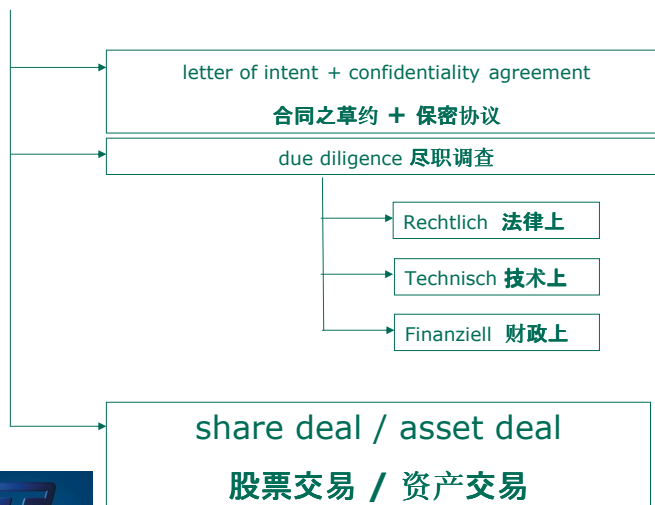 letter of intent + confidentiality agreement
合同之草约 + 保密协议
due diligence 尽职调查
Rechtlich 法律上
Technisch 技术上
Finanziell 财政上
share deal / asset deal
股票交易 / 资产交易